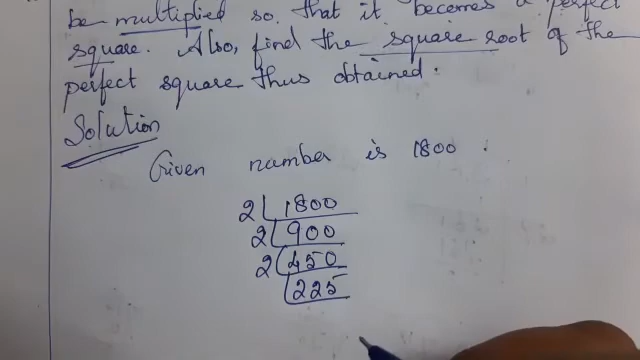 be multiplied so that it becomes a perfect
square. Also, find the square root of the
perfect square thus obtained.
Solution
Given number is 1800.
2 1800
2 900
2 450
225